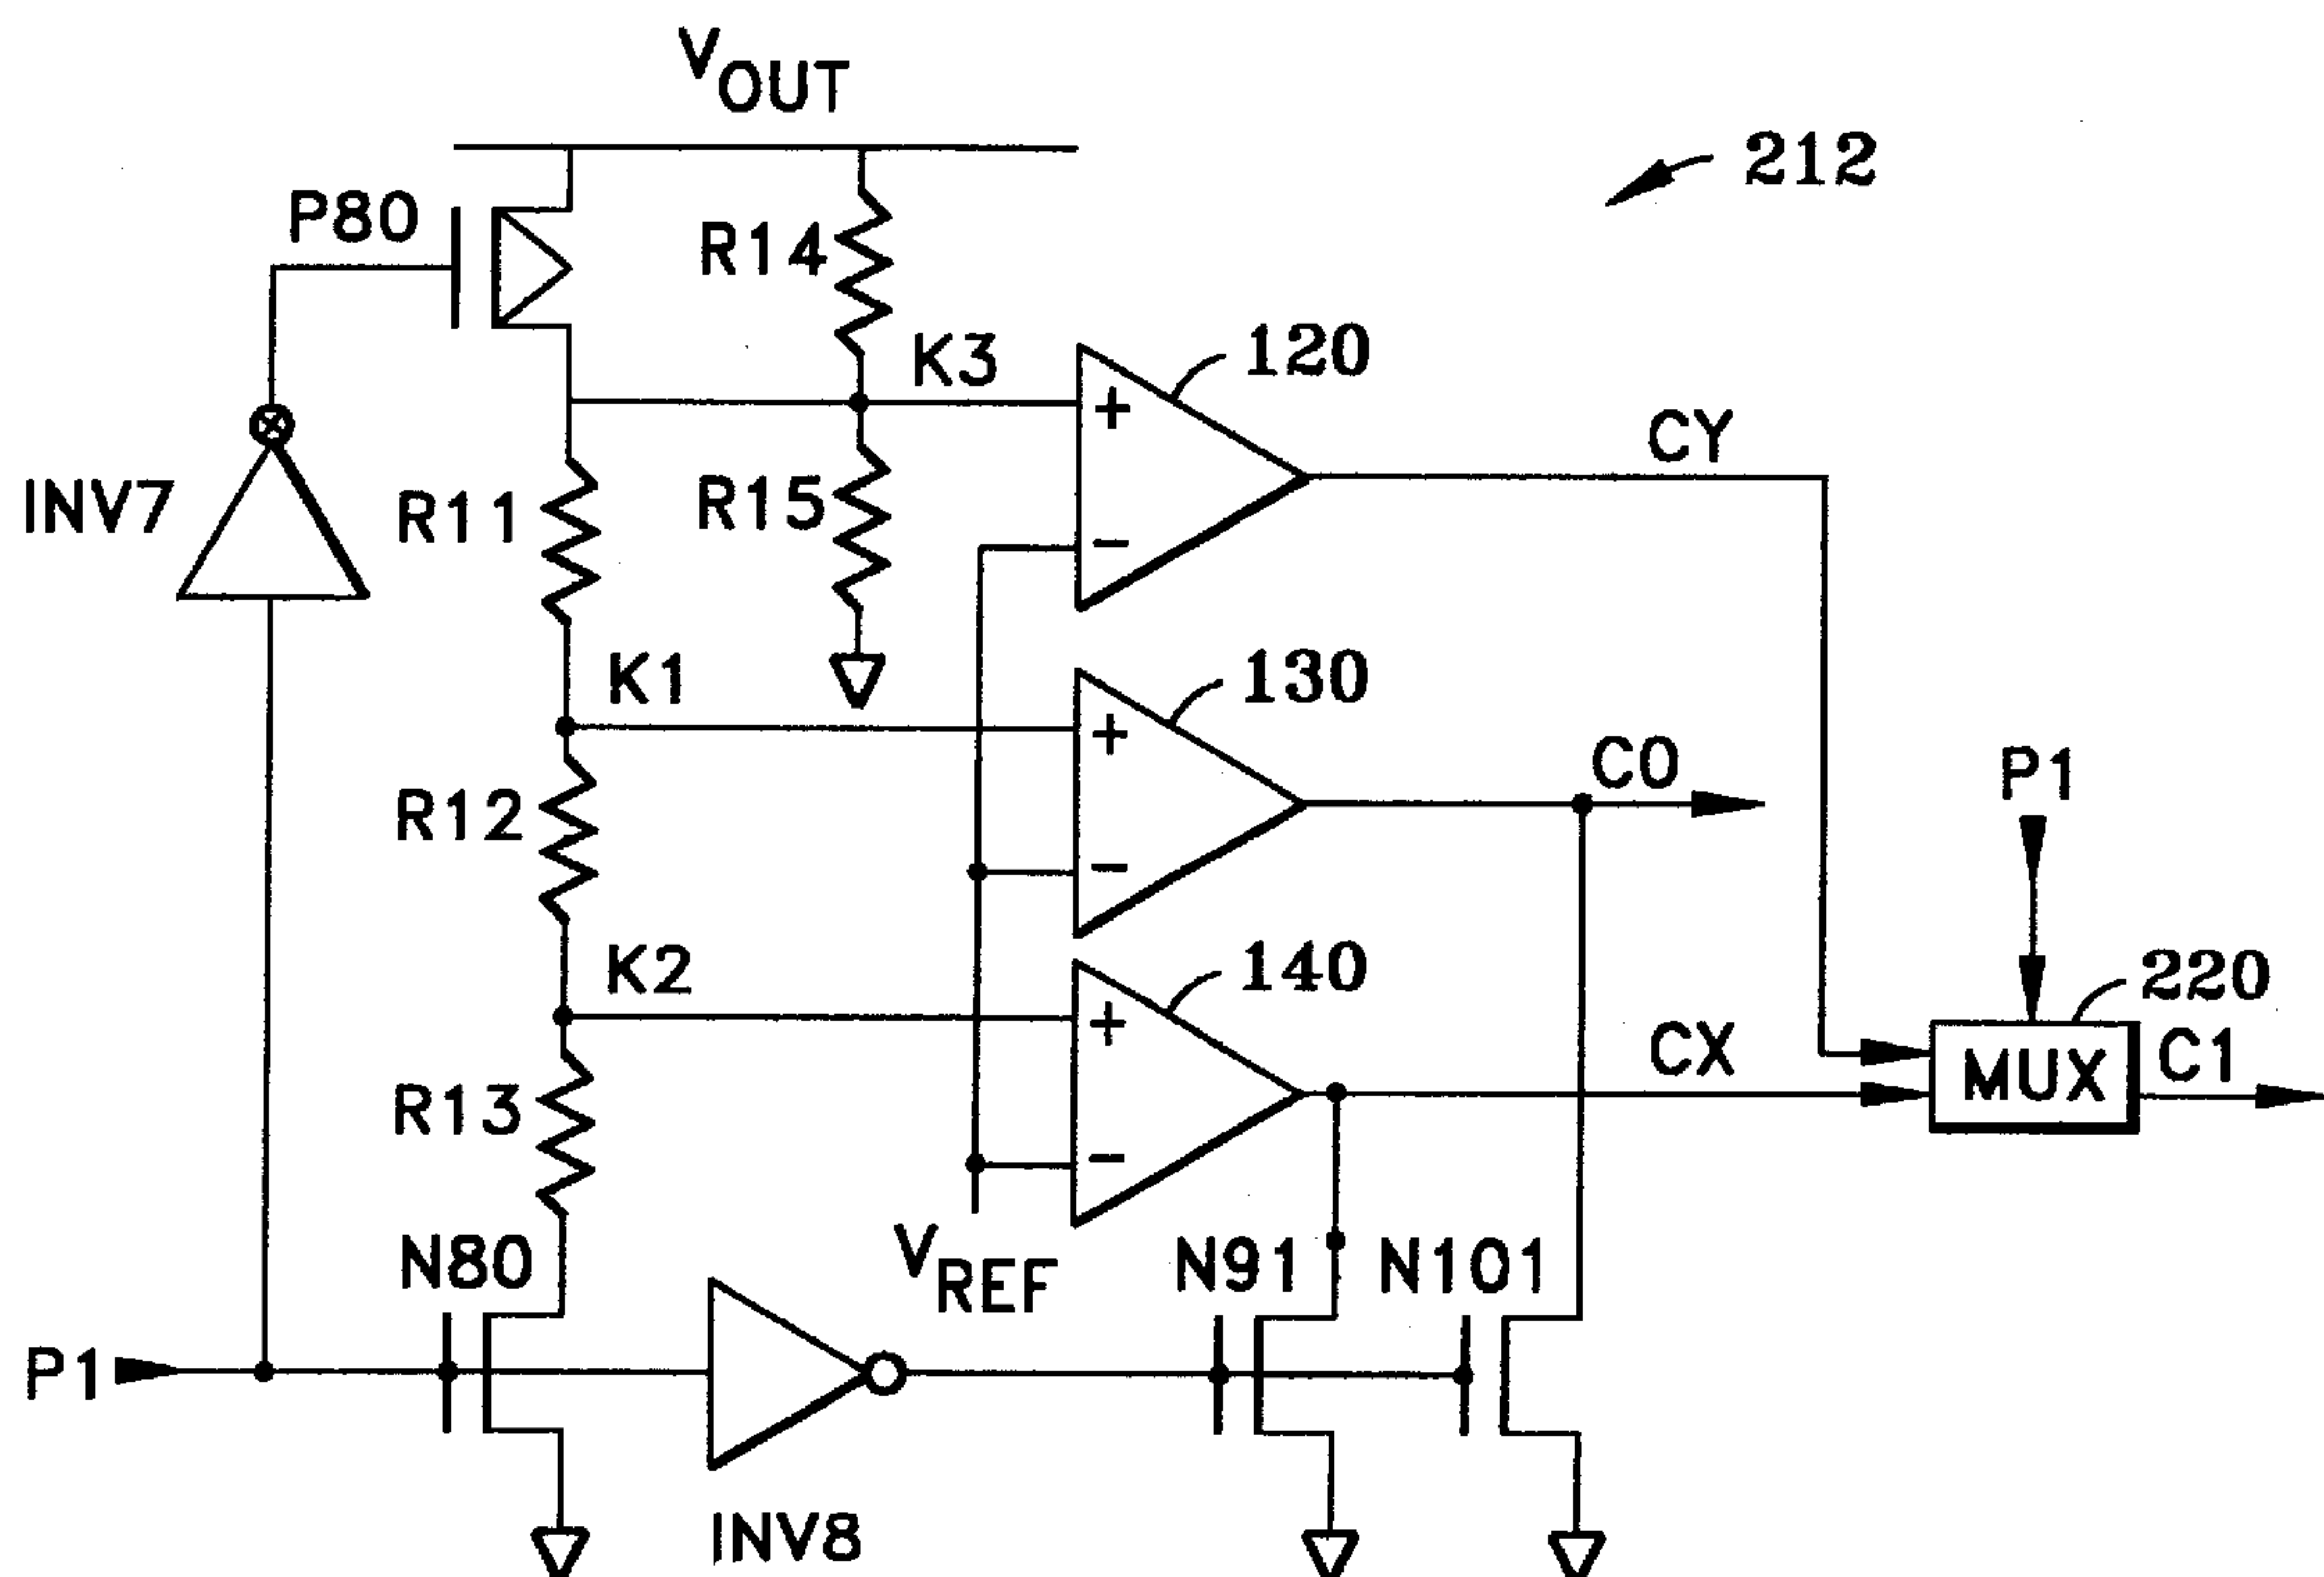 VOUT
212
P80
R14
K3
120
CY
INV7
R11
R15
+
−
K1
130
+
C0
P1
R12
−
K2
140
220
+
CX
MUX
C1
R13
−
N80
VREF
N91
N101
P1
INV8